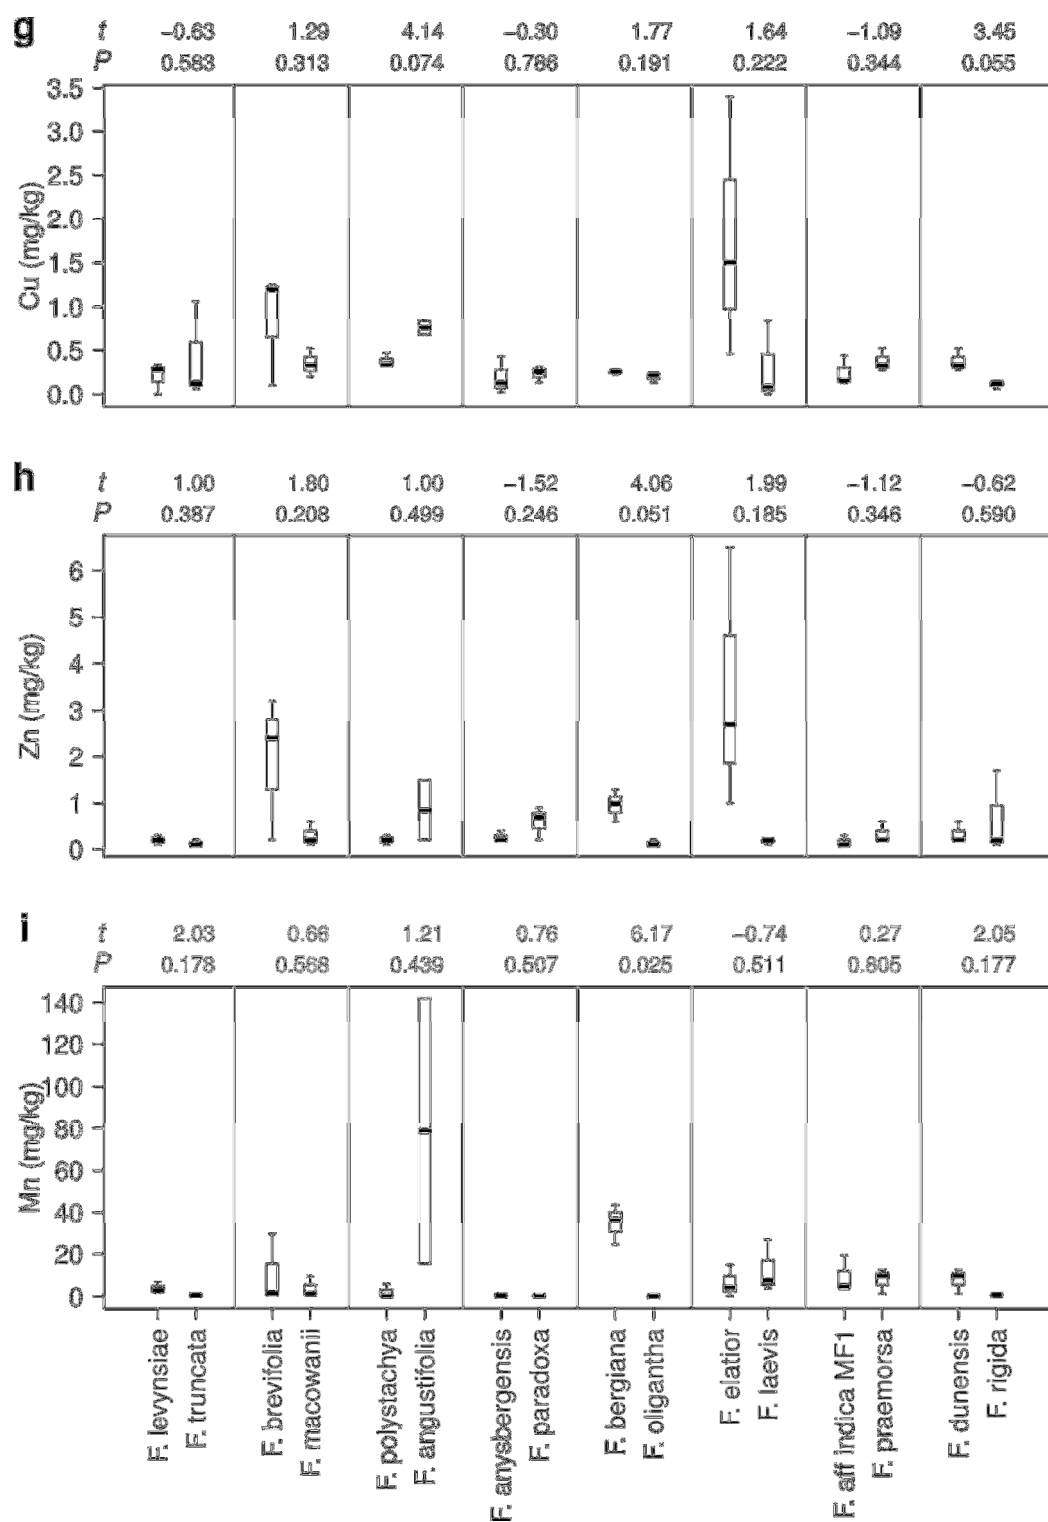 g t −0.63 1.29 4.14 −0.30 1.77 1.64 −1.09 3.45
P 0.583 0.313 0.074 0.786 0.191 0.222 0.344 0.055
3.5
3.0
2.5
2.0
1.5
1.0
0.5
0.0
Cu (mg/kg)
h t 1.00 1.80 1.00 −1.52 4.06 1.99 −1.12 −0.62
P 0.387 0.208 0.499 0.246 0.051 0.185 0.346 0.590
6
5
4
3
2
1
0
Zn (mg/kg)
i t 2.03 0.66 1.21 0.76 6.17 −0.74 0.27 2.05
P 0.178 0.568 0.439 0.507 0.025 0.511 0.805 0.177
140
120
100
80
60
40
20
0
Mn (mg/kg)
F. levynsiae
F. truncata
F. brevifolia
F. macowanii
F. polystachya
F. angustifolia
F. anysbergensis
F. paradoxa
F. bergiana
F. oligantha
F. elatior
F. laevis
F. aff indica MF1
F. praemorsa
F. dunensis
F. rigida